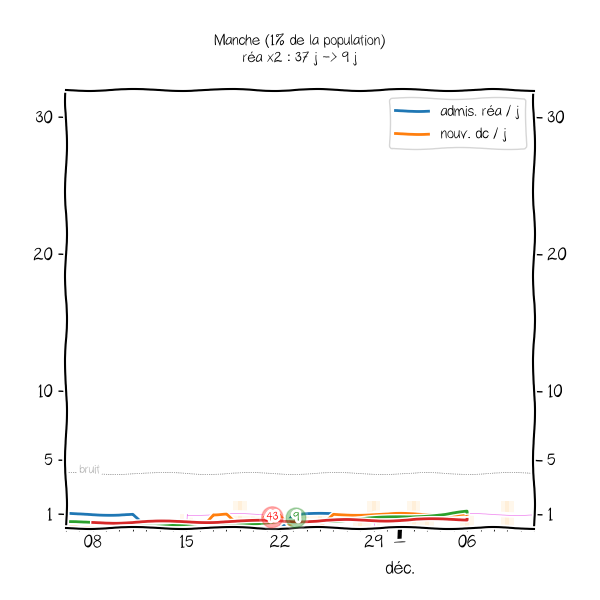 Manche (1% de la population)
réa x2 : 37 j -> 9 j
admis. réa / j
nouv. dc / j
30
30
20
20
10
10
5
5
bruit
1
43
9
1
08
15
22
29
06
déc.